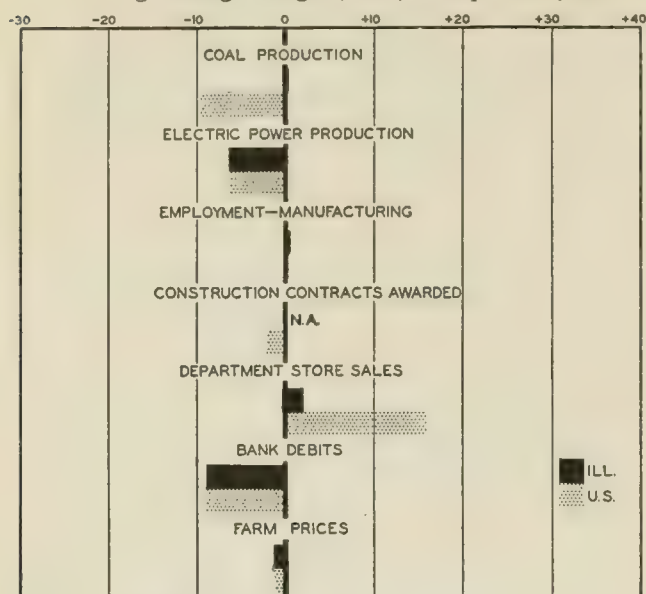 -30 -20 -10 -0 +10 +20 +30 +40
COAL PRODUCTION
ELECTRIC POWER PRODUCTION
EMPLOYMENT—MANUFACTURING
CONSTRUCTION CONTRACTS AWARDED
N.A.
DEPARTMENT STORE SALES
BANK DEBITS
ILL.
U.S.
FARM PRICES